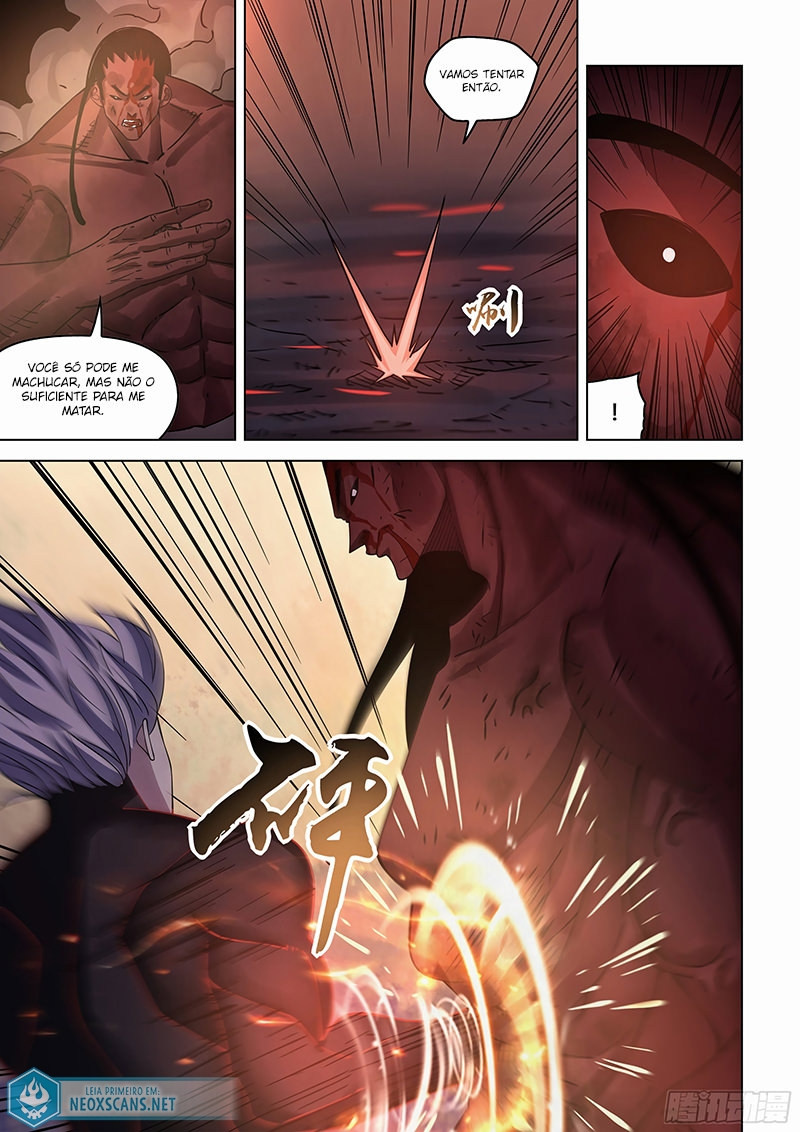 VOCÊ SÓ PODE ME
MACHUCAR, MAS NÃO O
SUFICIENTE PARA ME
MATAR.
VAMOS TENTAR
ENTÃO.
唰
!
砰
LEIA PRIMEIRO EM:
NEOXSCANS.NET
腾讯动漫